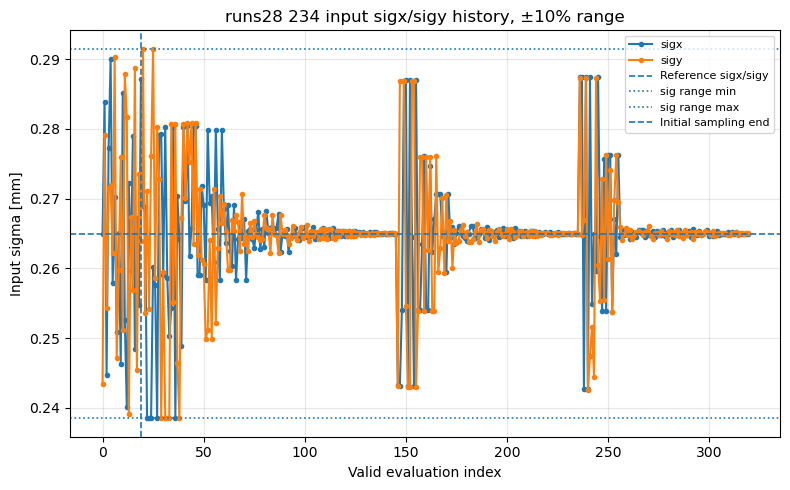 runs28 234 input sigx/sigy history, ±10% range
Input sigma [mm]
0.29
0.28
0.27
0.26
0.25
0.24
sigx
sigy
Reference sigx/sigy
sig range min
sig range max
Initial sampling end
0 50 100 150 200 250 300
Valid evaluation index